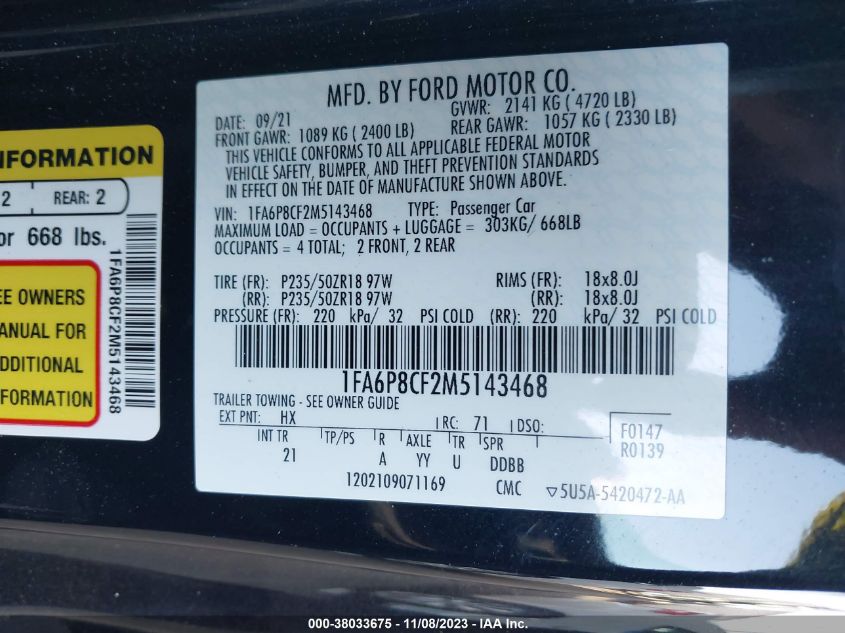 MFD. BY FORD MOTOR CO.
DATE: 09/21 GVWR: 2141 KG ( 4720 LB)
FRONT GAWR: 1089 KG ( 2400 LB) REAR GAWR: 1057 KG ( 2330 LB)
THIS VEHICLE CONFORMS TO ALL APPLICABLE FEDERAL MOTOR
VEHICLE SAFETY, BUMPER, AND THEFT PREVENTION STANDARDS
IN EFFECT ON THE DATE OF MANUFACTURE SHOWN ABOVE.
VIN: 1FA6P8CF2M5143468 TYPE: Passenger Car
MAXIMUM LOAD = OCCUPANTS + LUGGAGE = 303KG/ 668LB
OCCUPANTS = 4 TOTAL; 2 FRONT, 2 REAR
TIRE (FR): P235/50ZR18 97W RIMS (FR): 18x8.0J
(RR): P235/50ZR18 97W (RR): 18x8.0J
PRESSURE (FR): 220 kPa/ 32 PSI COLD (RR): 220 kPa/ 32 PSI COLD
1FA6P8CF2M5143468
TRAILER TOWING - SEE OWNER GUIDE
EXT PNT: HX RC: 71 DSO:
INT TR TP/PS R AXLE TR SPR
21 A YY U DDBB
F0147
R0139
1202109071169 CMC ▽5U5A-5420472-AA
INFORMATION
2 REAR: 2
or 668 lbs.
EE OWNERS
MANUAL FOR
ADDITIONAL
INFORMATION
1FA6P8CF2M5143468
000-38033675 - 11/08/2023 - IAA Inc.